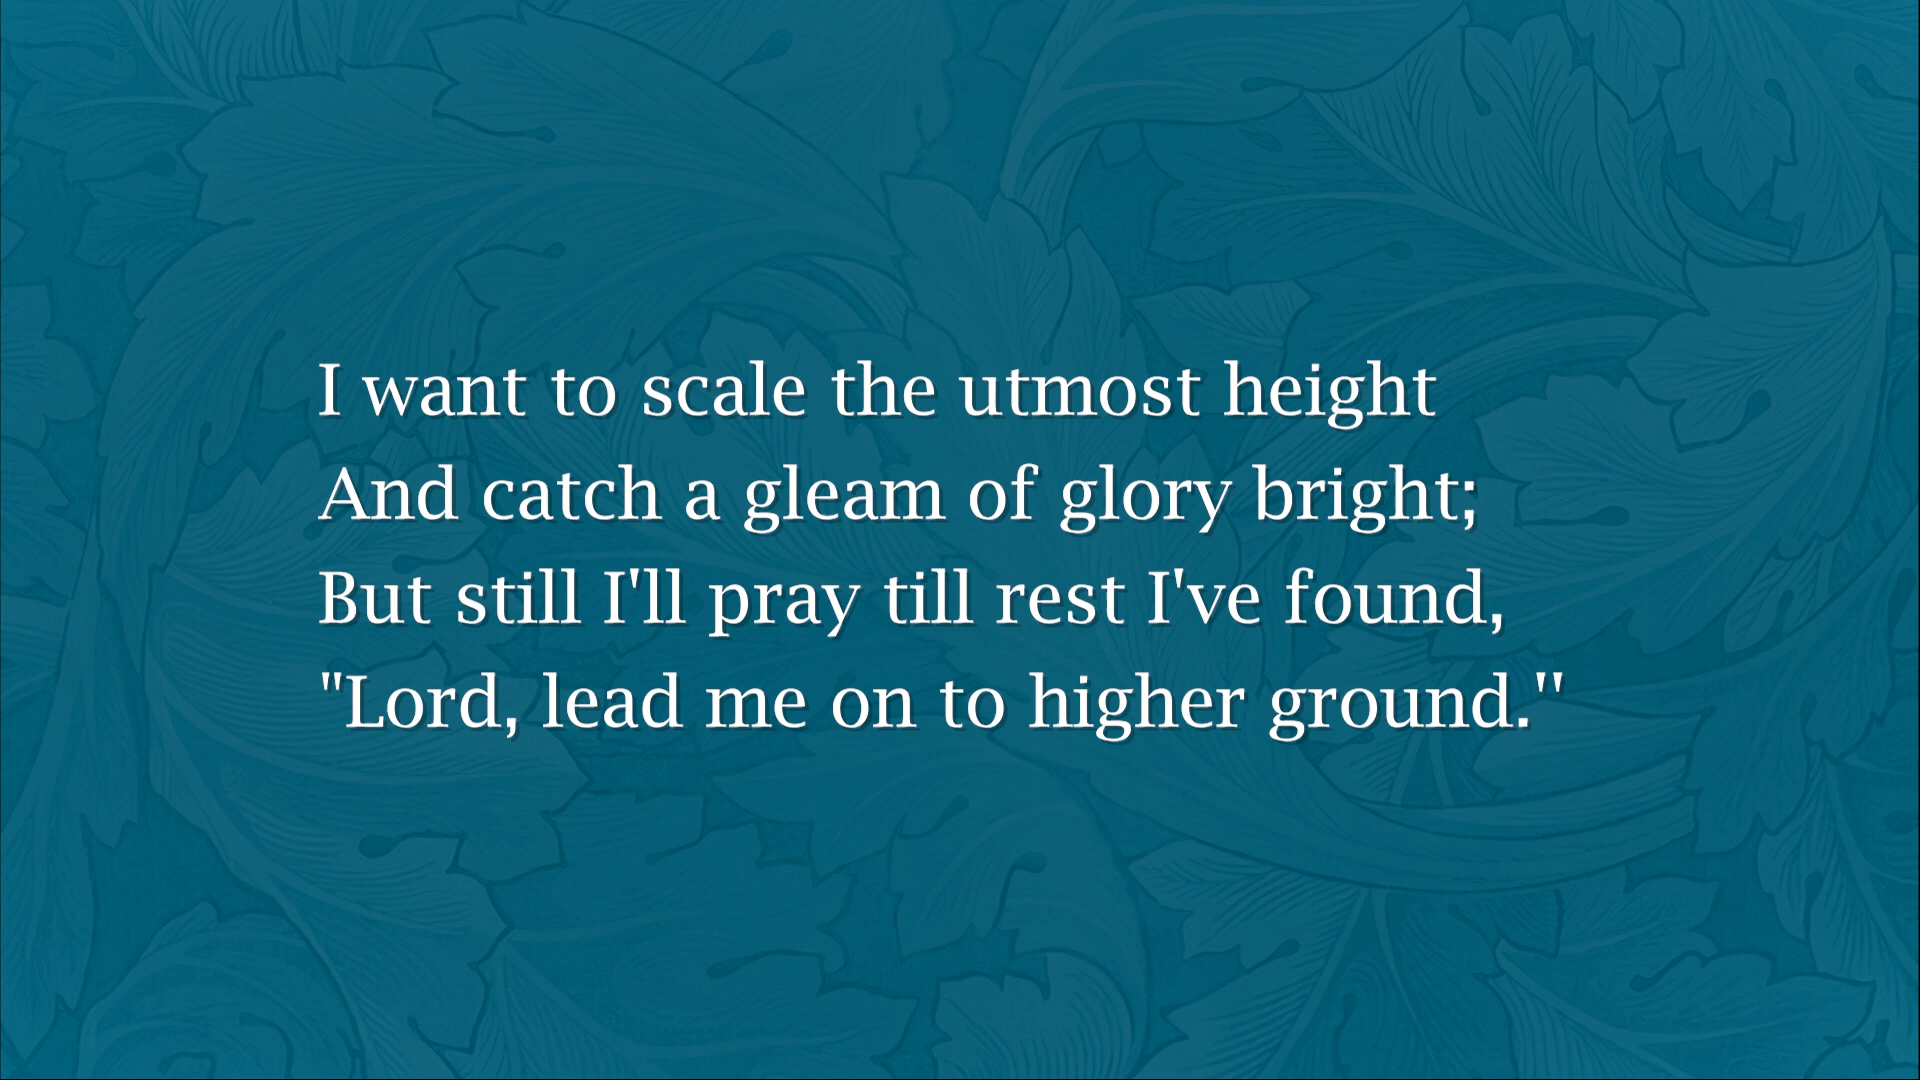 I want to scale the utmost height
And catch a gleam of glory bright;
But still I'll pray till rest I've found,
"Lord, lead me on to higher ground.''